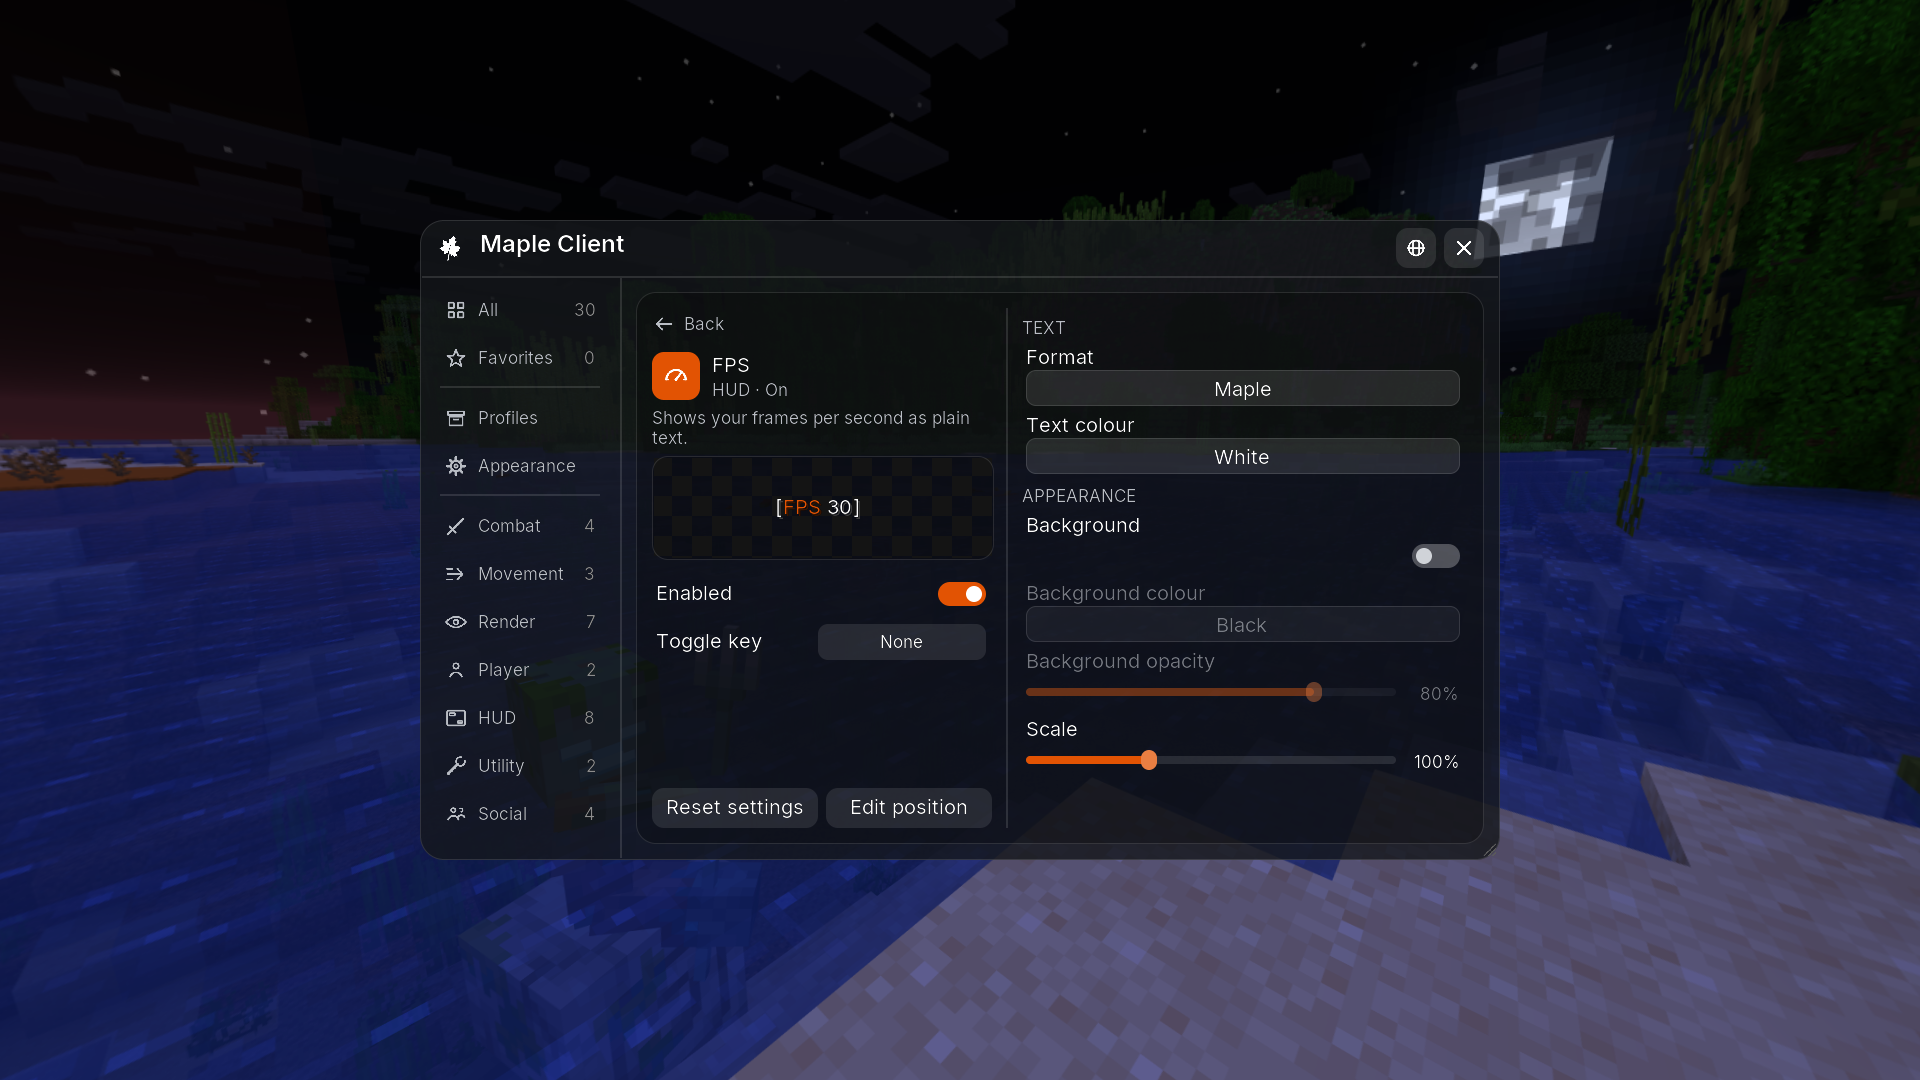 Maple Client
All 30
Favorites 0
Profiles
Appearance
Combat 4
Movement 3
Render 7
Player 2
HUD 8
Utility 2
Social 4
Back
FPS
HUD · On
Shows your frames per second as plain
text.
[FPS 30]
Enabled
Toggle key None
Reset settings Edit position
TEXT
Format
Maple
Text colour
White
APPEARANCE
Background
Background colour
Black
Background opacity
80%
Scale
100%